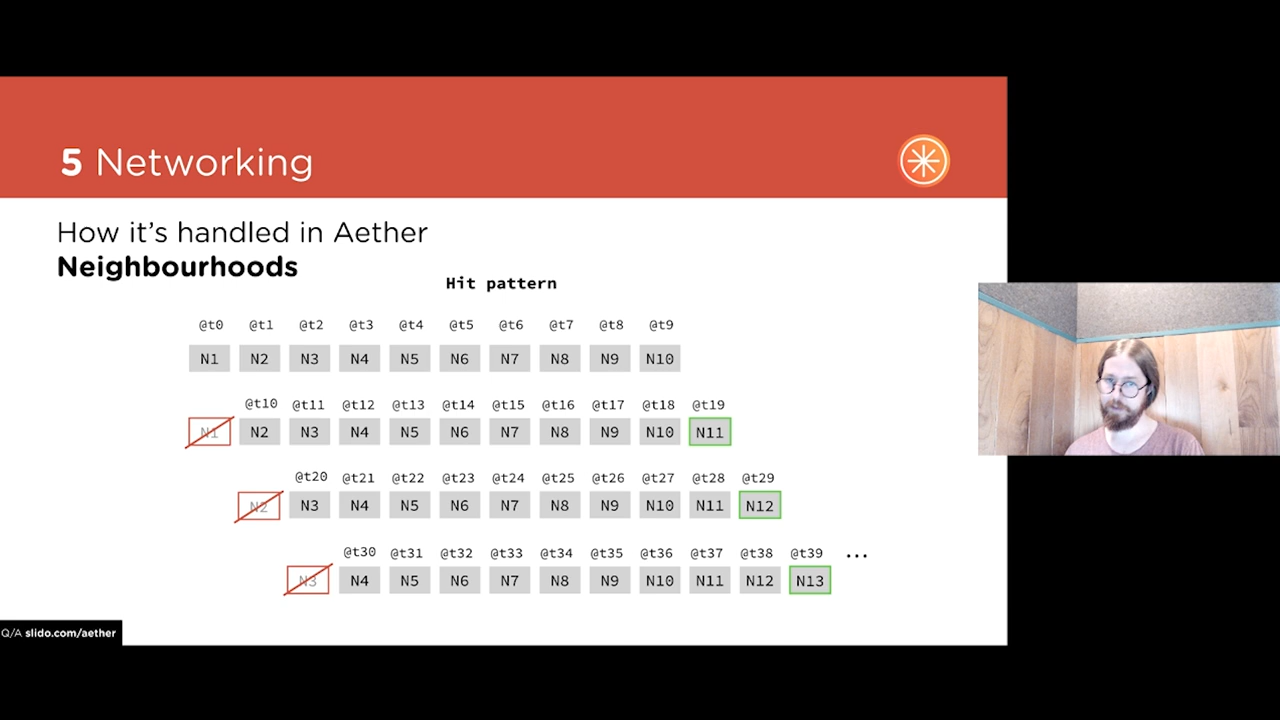 5 Networking
How it's handled in Aether
Neighbourhoods
Hit pattern
@t0 @t1 @t2 @t3 @t4 @t5 @t6 @t7 @t8 @t9
N1 N2 N3 N4 N5 N6 N7 N8 N9 N10
@t10 @t11 @t12 @t13 @t14 @t15 @t16 @t17 @t18 @t19
N1 N2 N3 N4 N5 N6 N7 N8 N9 N10 N11
@t20 @t21 @t22 @t23 @t24 @t25 @t26 @t27 @t28 @t29
N2 N3 N4 N5 N6 N7 N8 N9 N10 N11 N12
@t30 @t31 @t32 @t33 @t34 @t35 @t36 @t37 @t38 @t39 ...
N3 N4 N5 N6 N7 N8 N9 N10 N11 N12 N13
Q/A slido.com/aether